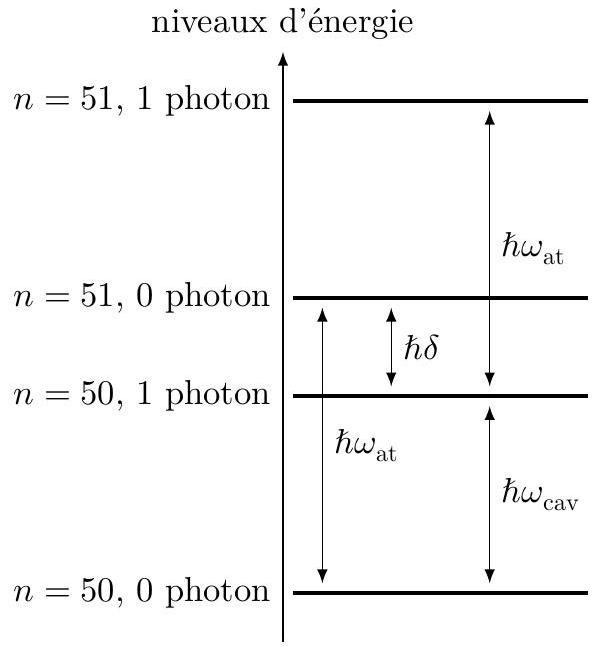 niveaux d'énergie
n = 51, 1 photon
ℏω_at
n = 51, 0 photon
ℏδ
n = 50, 1 photon
ℏω_at
ℏω_cav
n = 50, 0 photon